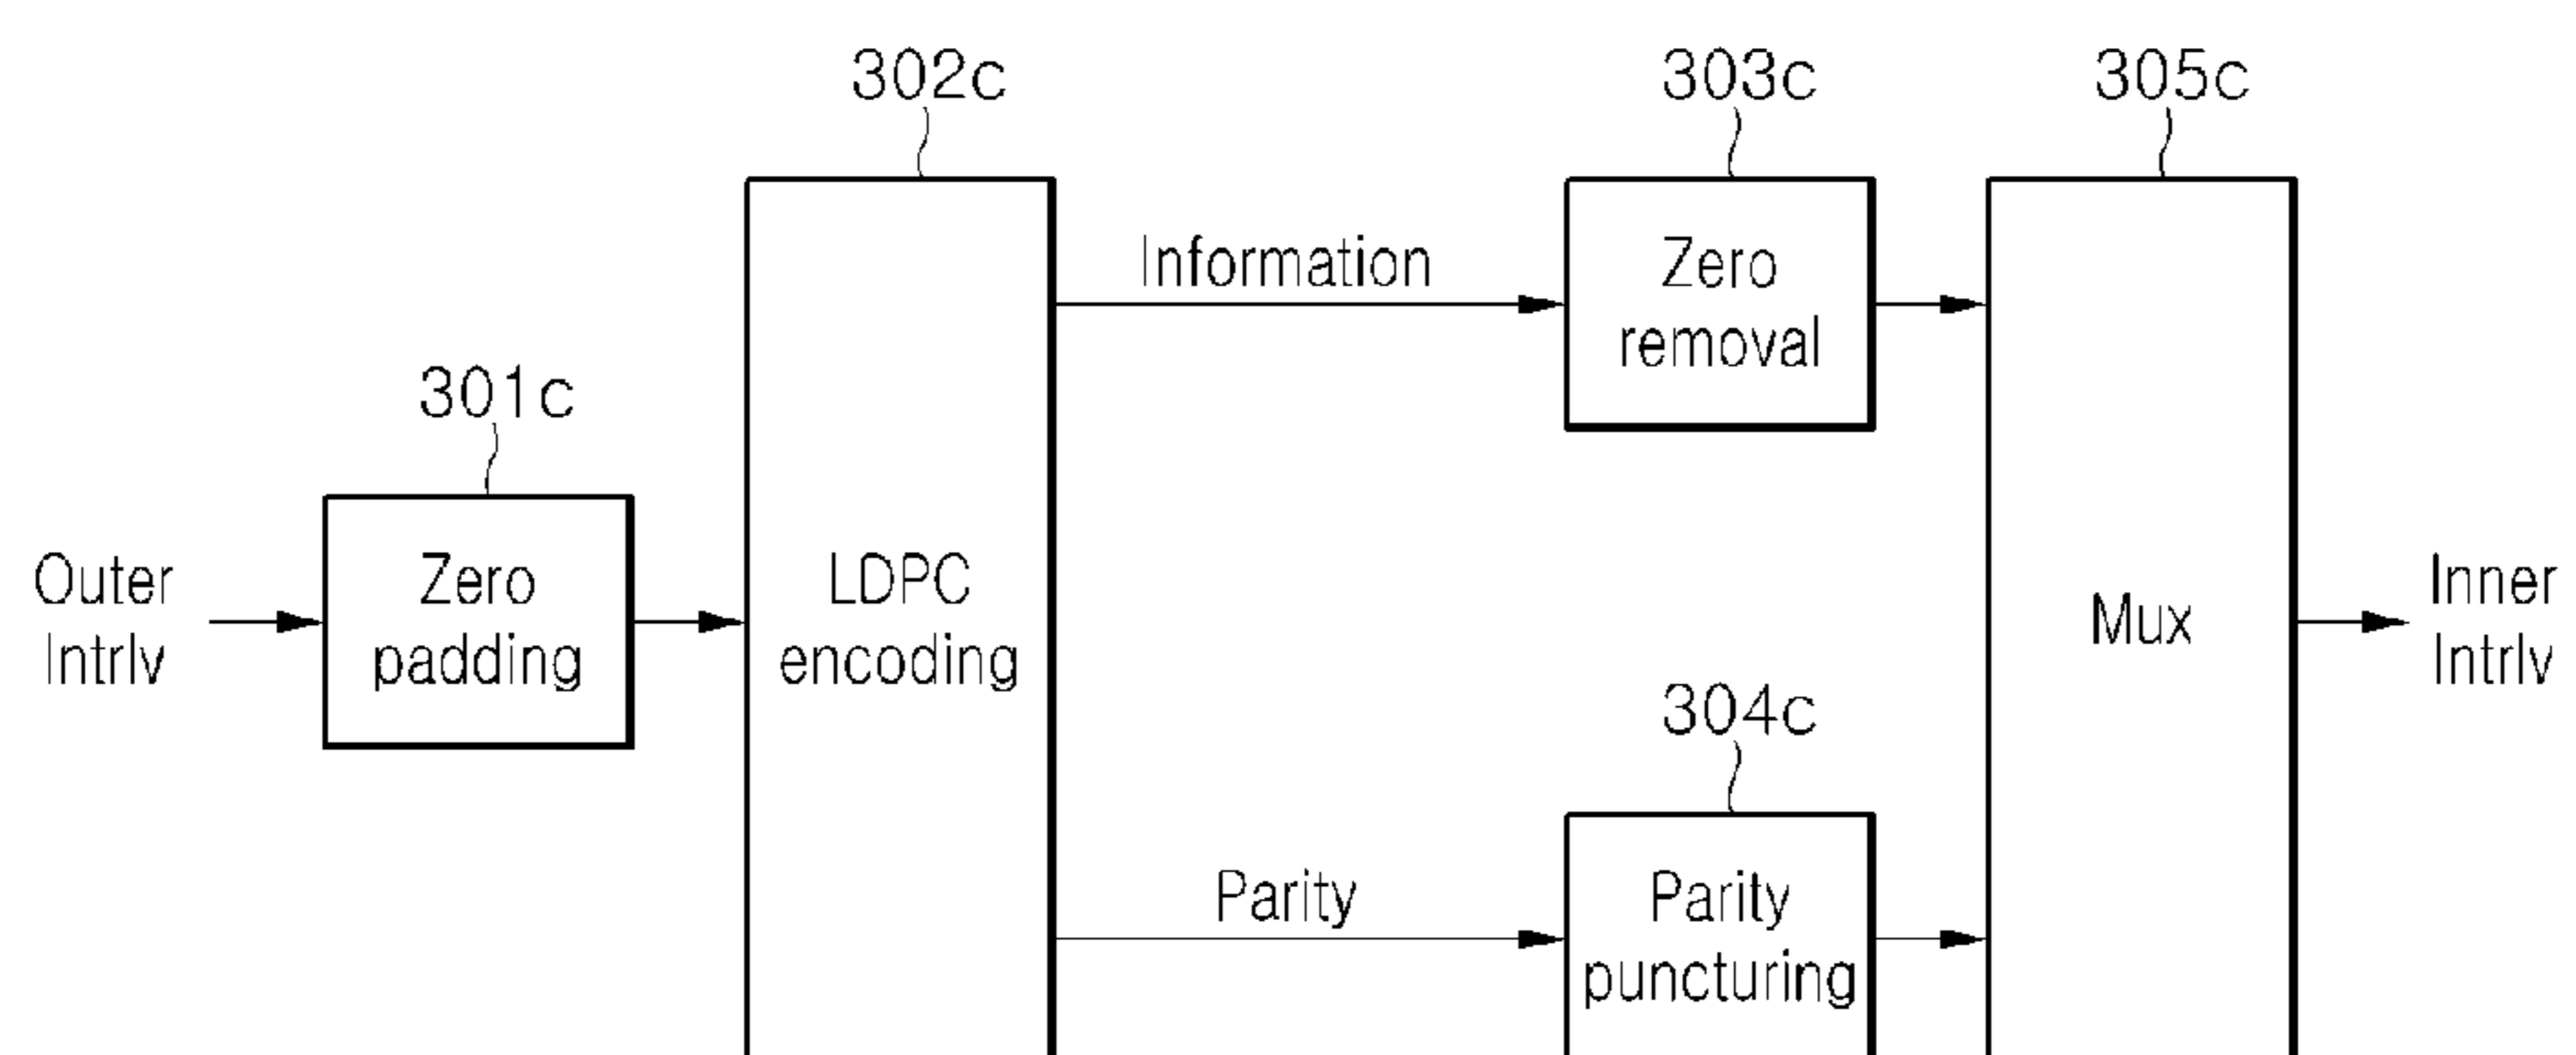 302c
303c
305c
Information
Zero
removal
301c
Outer
Intrlv
Zero
padding
LDPC
encoding
Mux
Inner
Intrlv
304c
Parity
Parity
puncturing